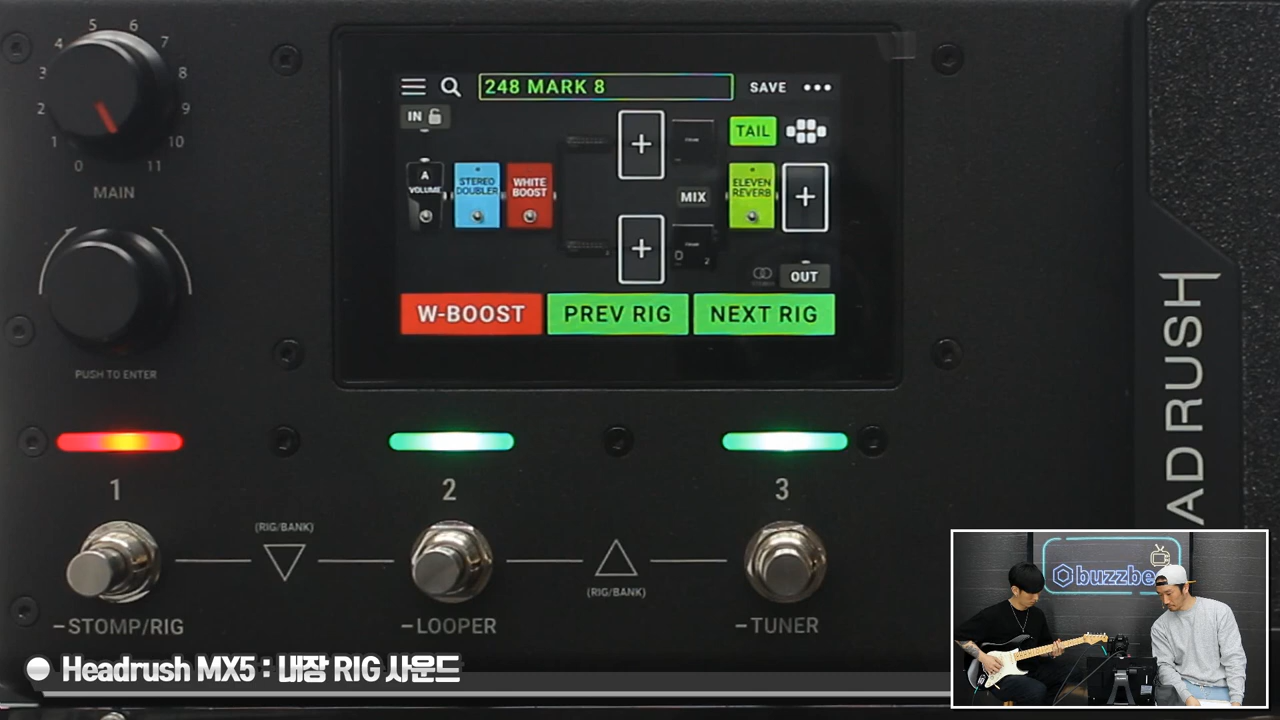 5 6
4 7
3 8
2 9
1 10
0 11
MAIN
PUSH TO ENTER
248 MARK 8
SAVE
IN
TAIL
A
VOLUME
STEREO
DOUBLER
WHITE
BOOST
MIX
ELEVEN
REVERB
OUT
W-BOOST
PREV RIG
NEXT RIG
1
2
3
(RIG/BANK)
(RIG/BANK)
–STOMP/RIG
–LOOPER
–TUNER
ADRUSH
buzzbe
Headrush MX5 : 내장 RIG 사운드